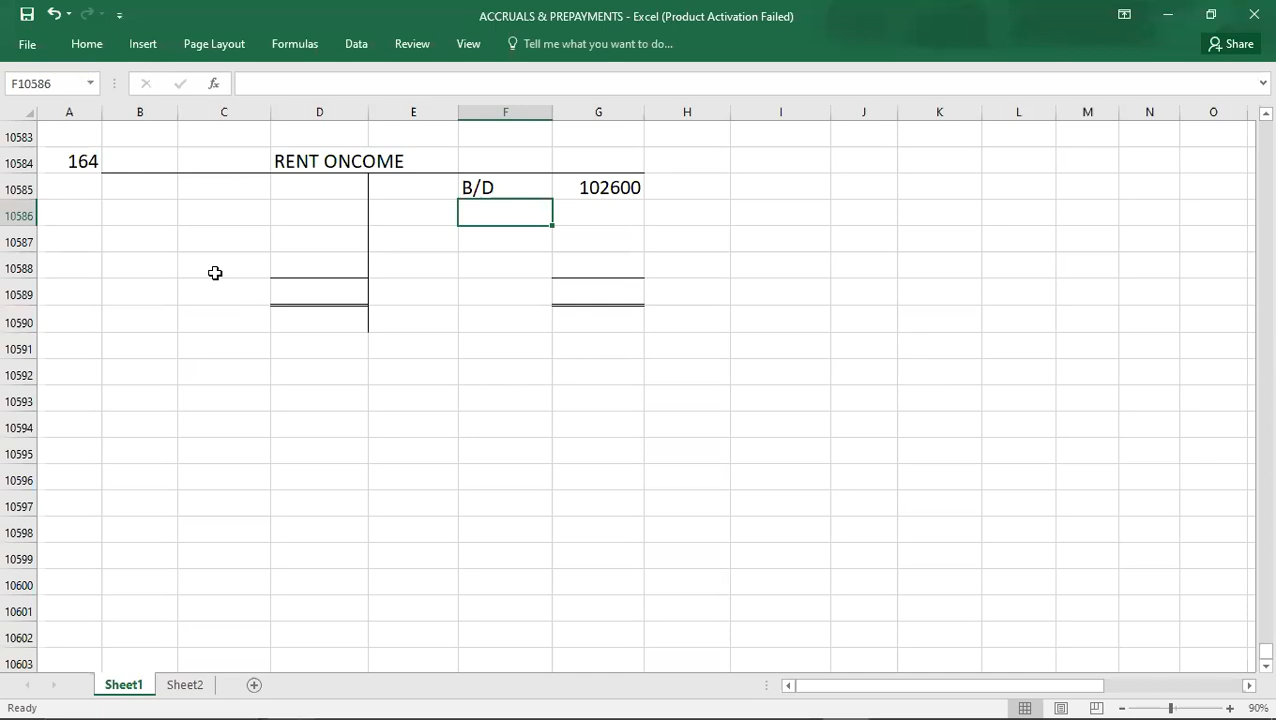 ACCRUALS & PREPAYMENTS - Excel (Product Activation Failed)
File Home Insert Page Layout Formulas Data Review View Tell me what you want to do... Share
F10586 fx
A B C D E F G H I J K L M N O
10583
10584 164 RENT ONCOME
10585 B/D 102600
10586
10587
10588
10589
10590
10591
10592
10593
10594
10595
10596
10597
10598
10599
10600
10601
10602
10603
Sheet1 Sheet2
Ready 90%